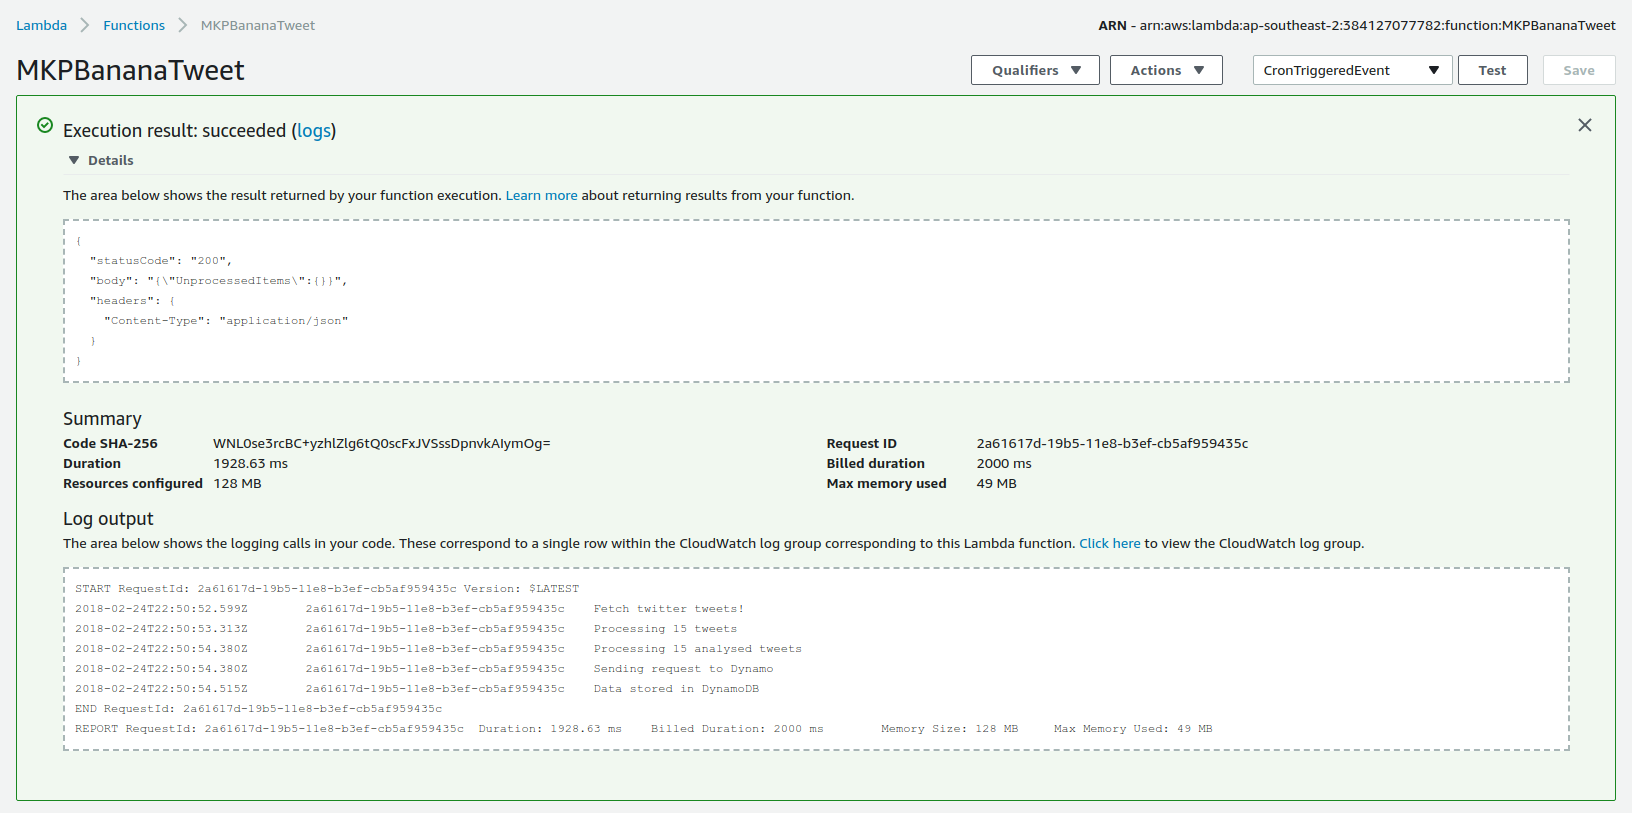 Lambda Functions MKPBananaTweet ARN - arn:aws:lambda:ap-southeast-2:384127077782:function:MKPBananaTweet
MKPBananaTweet Qualifiers Actions CronTriggeredEvent Test Save
Execution result: succeeded (logs)
Details
The area below shows the result returned by your function execution. Learn more about returning results from your function.
{
"statusCode": "200",
"body": "{\"UnprocessedItems\":{}}",
"headers": {
"Content-Type": "application/json"
}
}
Summary
Code SHA-256 WNL0se3rcBC+yzhlZlg6tQ0scFxJVSssDpnvkAIymOg= Request ID 2a61617d-19b5-11e8-b3ef-cb5af959435c
Duration 1928.63 ms Billed duration 2000 ms
Resources configured 128 MB Max memory used 49 MB
Log output
The area below shows the logging calls in your code. These correspond to a single row within the CloudWatch log group corresponding to this Lambda function. Click here to view the CloudWatch log group.
START RequestId: 2a61617d-19b5-11e8-b3ef-cb5af959435c Version: $LATEST
2018-02-24T22:50:52.599Z 2a61617d-19b5-11e8-b3ef-cb5af959435c Fetch twitter tweets!
2018-02-24T22:50:53.313Z 2a61617d-19b5-11e8-b3ef-cb5af959435c Processing 15 tweets
2018-02-24T22:50:54.380Z 2a61617d-19b5-11e8-b3ef-cb5af959435c Processing 15 analysed tweets
2018-02-24T22:50:54.380Z 2a61617d-19b5-11e8-b3ef-cb5af959435c Sending request to Dynamo
2018-02-24T22:50:54.515Z 2a61617d-19b5-11e8-b3ef-cb5af959435c Data stored in DynamoDB
END RequestId: 2a61617d-19b5-11e8-b3ef-cb5af959435c
REPORT RequestId: 2a61617d-19b5-11e8-b3ef-cb5af959435c Duration: 1928.63 ms Billed Duration: 2000 ms Memory Size: 128 MB Max Memory Used: 49 MB